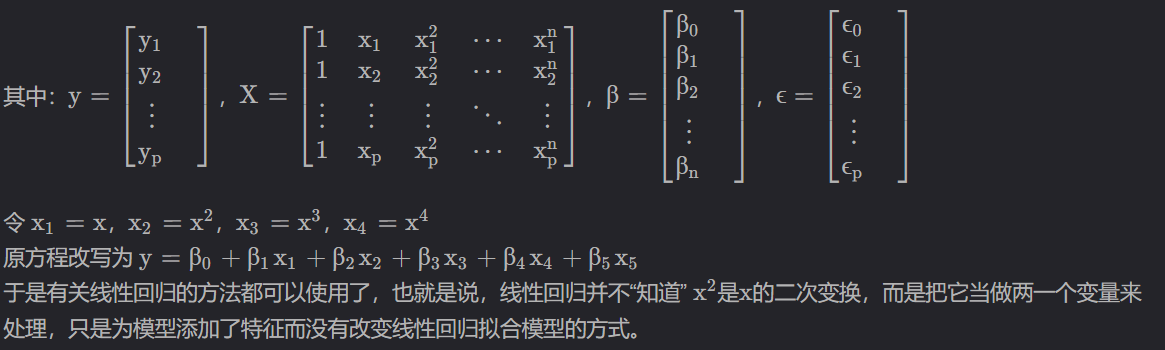 其中：y = [y₁ y₂ ⋮ yₚ]，X = [1 x₁ x₁² ⋯ x₁ⁿ; 1 x₂ x₂² ⋯ x₂ⁿ; ⋮ ⋮ ⋮ ⋱ ⋮; 1 xₚ xₚ² ⋯ xₚⁿ]，β = [β₀ β₁ β₂ ⋮ βₙ]，ϵ = [ϵ₀ ϵ₁ ϵ₂ ⋮ ϵₚ]
令 x₁ = x，x₂ = x²，x₃ = x³，x₄ = x⁴
原方程改写为 y = β₀ + β₁x₁ + β₂x₂ + β₃x₃ + β₄x₄ + β₅x₅
于是有关线性回归的方法都可以使用了，也就是说，线性回归并不“知道” x²是x的二次变换，而是把它当做两一个变量来
处理，只是为模型添加了特征而没有改变线性回归拟合模型的方式。